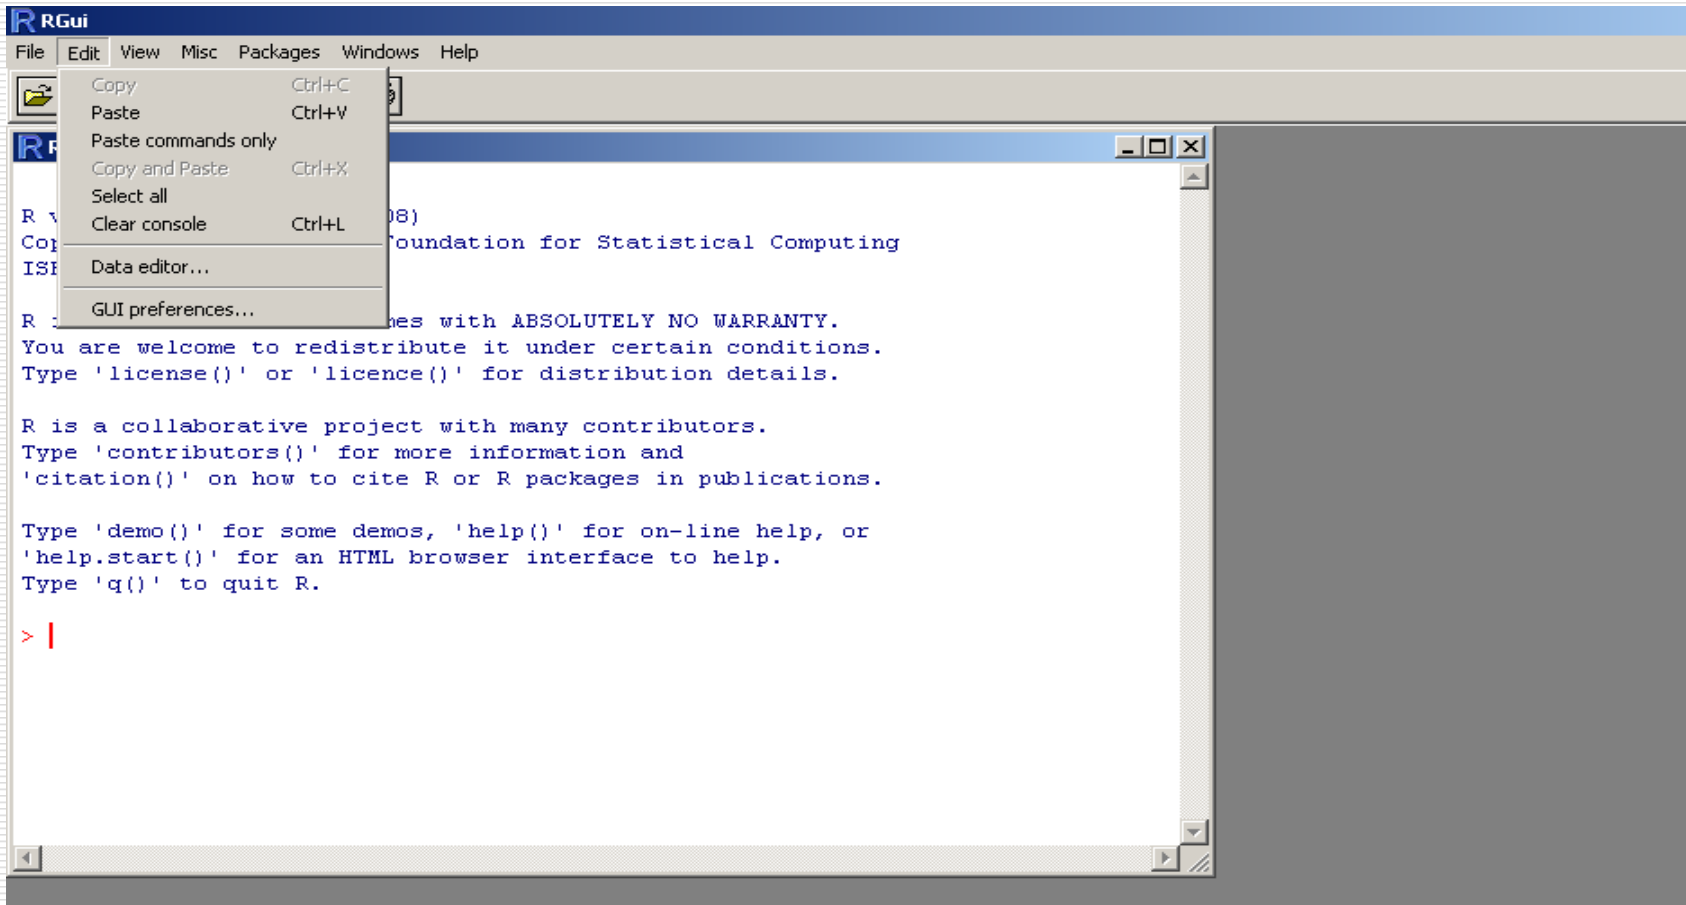 RGui
File Edit View Misc Packages Windows Help
Copy Ctrl+C
Paste Ctrl+V
Paste commands only
Copy and Paste Ctrl+X
Select all
Clear console Ctrl+L
Data editor...
GUI preferences...
R
R 08)
Foundation for Statistical Computing
R with ABSOLUTELY NO WARRANTY.
You are welcome to redistribute it under certain conditions.
Type 'license()' or 'licence()' for distribution details.
R is a collaborative project with many contributors.
Type 'contributors()' for more information and
'citation()' on how to cite R or R packages in publications.
Type 'demo()' for some demos, 'help()' for on-line help, or
'help.start()' for an HTML browser interface to help.
Type 'q()' to quit R.
>